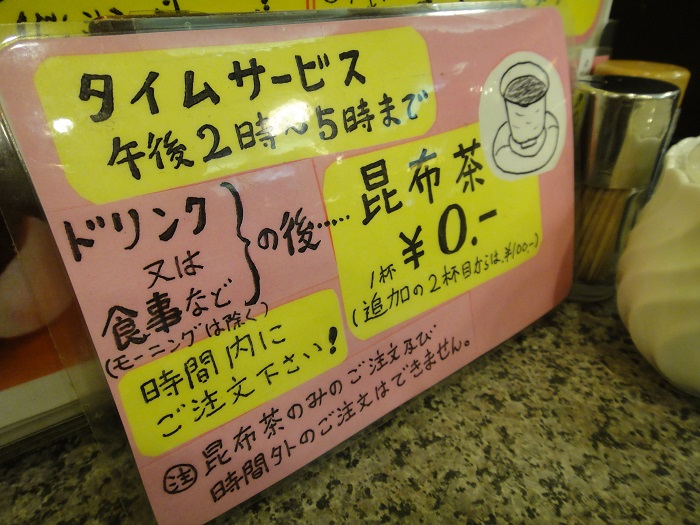 タイムサービス
午後2時～5時まで
ドリンク
又は
食事など
(モーニングは除く)
の後……
昆布茶
¥0.-
1杯
(追加の2杯目からは、¥100,-)
時間内に
ご注文下さい!
注 昆布茶のみのご注文及び
時間外のご注文はできません。